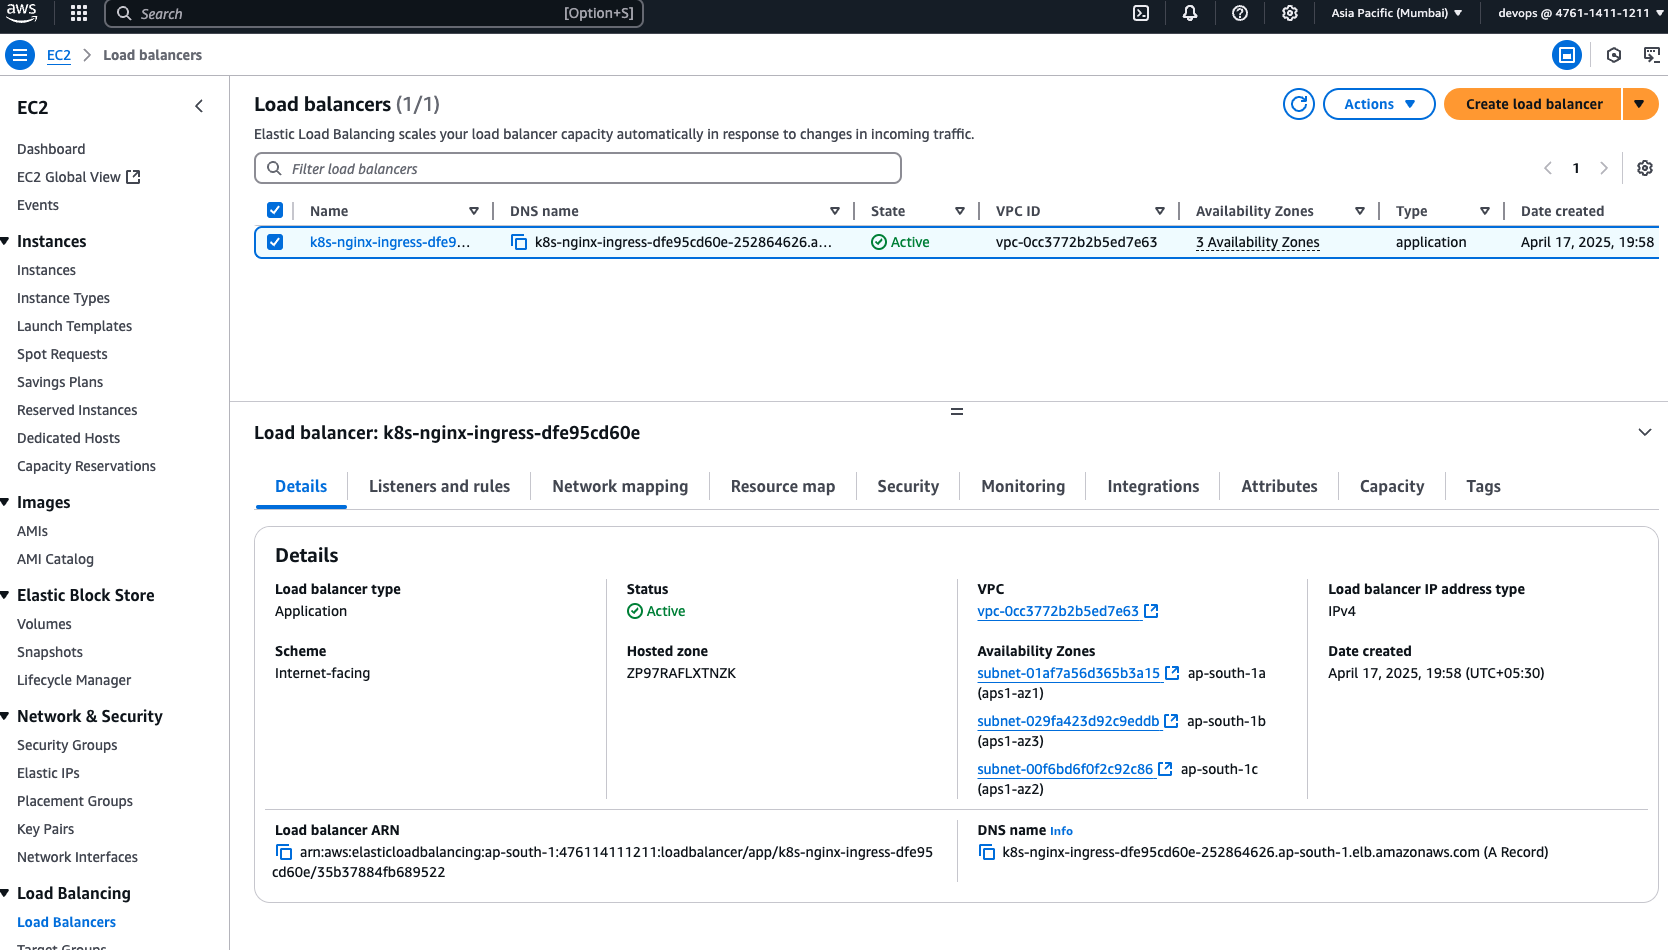 aws
Search [Option+S]
Asia Pacific (Mumbai) devops @ 4761-1411-1211
EC2 Load balancers
EC2
Dashboard
EC2 Global View
Events
Instances
Instances
Instance Types
Launch Templates
Spot Requests
Savings Plans
Reserved Instances
Dedicated Hosts
Capacity Reservations
Images
AMIs
AMI Catalog
Elastic Block Store
Volumes
Snapshots
Lifecycle Manager
Network & Security
Security Groups
Elastic IPs
Placement Groups
Key Pairs
Network Interfaces
Load Balancing
Load Balancers
Target Groups
Load balancers (1/1)
Actions Create load balancer
Elastic Load Balancing scales your load balancer capacity automatically in response to changes in incoming traffic.
Filter load balancers
1
Name DNS name State VPC ID Availability Zones Type Date created
k8s-nginx-ingress-dfe9... k8s-nginx-ingress-dfe95cd60e-252864626.a... Active vpc-0cc3772b2b5ed7e63 3 Availability Zones application April 17, 2025, 19:58
Load balancer: k8s-nginx-ingress-dfe95cd60e
Details Listeners and rules Network mapping Resource map Security Monitoring Integrations Attributes Capacity Tags
Details
Load balancer type
Application
Scheme
Internet-facing
Status
Active
Hosted zone
ZP97RAFLXTNZK
VPC
vpc-0cc3772b2b5ed7e63
Availability Zones
subnet-01af7a56d365b3a15 ap-south-1a
(aps1-az1)
subnet-029fa423d92c9eddb ap-south-1b
(aps1-az3)
subnet-00f6bd6f0f2c92c86 ap-south-1c
(aps1-az2)
Load balancer IP address type
IPv4
Date created
April 17, 2025, 19:58 (UTC+05:30)
Load balancer ARN
arn:aws:elasticloadbalancing:ap-south-1:476114111211:loadbalancer/app/k8s-nginx-ingress-dfe95
cd60e/35b37884fb689522
DNS name Info
k8s-nginx-ingress-dfe95cd60e-252864626.ap-south-1.elb.amazonaws.com (A Record)